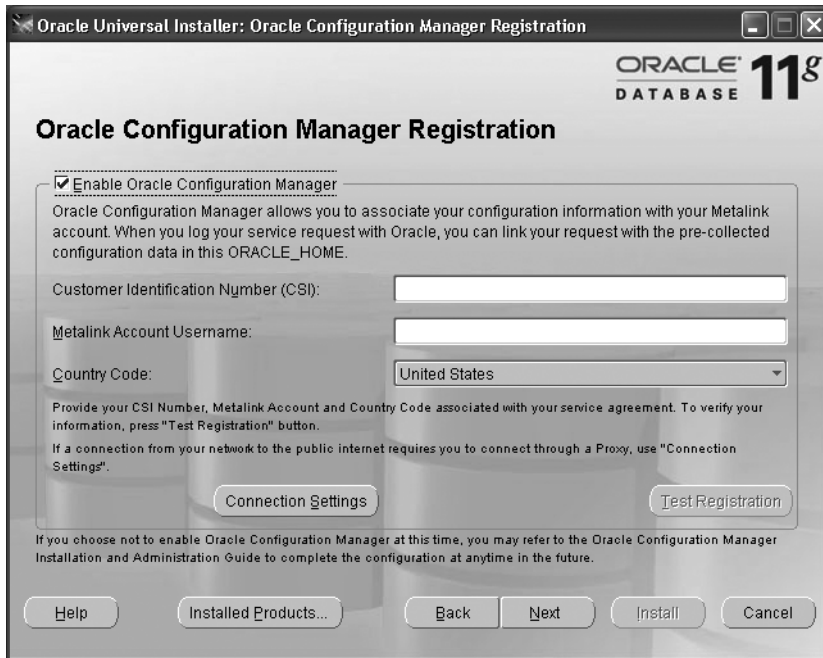 Oracle Universal Installer: Oracle Configuration Manager Registration
ORACLE
DATABASE 11g
Oracle Configuration Manager Registration
Enable Oracle Configuration Manager
Oracle Configuration Manager allows you to associate your configuration information with your Metalink
account. When you log your service request with Oracle, you can link your request with the pre-collected
configuration data in this ORACLE_HOME.
Customer Identification Number (CSI):
Metalink Account Username:
Country Code:
United States
Provide your CSI Number, Metalink Account and Country Code associated with your service agreement. To verify your
information, press "Test Registration" button.
If a connection from your network to the public internet requires you to connect through a Proxy, use "Connection
Settings".
Connection Settings
Test Registration
If you choose not to enable Oracle Configuration Manager at this time, you may refer to the Oracle Configuration Manager
Installation and Administration Guide to complete the configuration at anytime in the future.
Help
Installed Products...
Back
Next
Install
Cancel